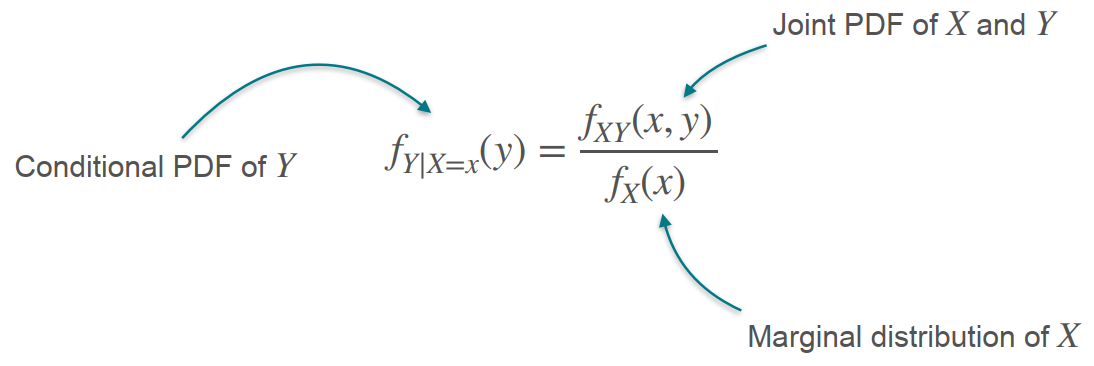 Joint PDF of X and Y
Conditional PDF of Y
f_{Y|X=x}(y) = \frac{f_{XY}(x, y)}{f_X(x)}
Marginal distribution of X